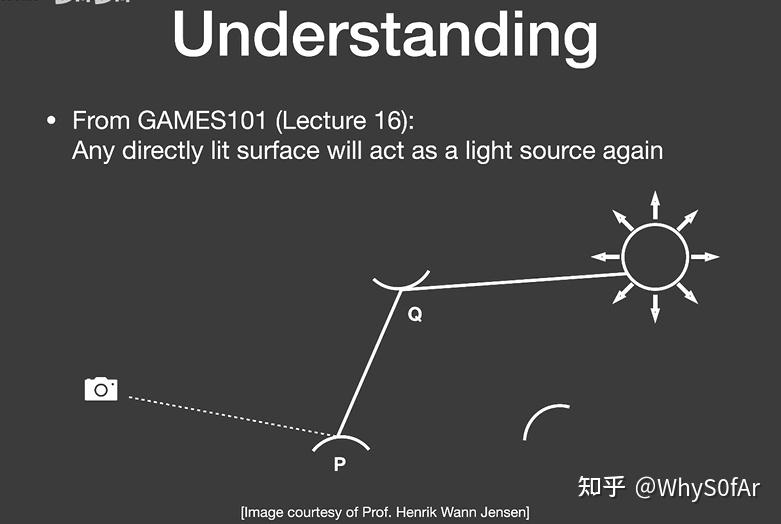 Understanding
• From GAMES101 (Lecture 16):
Any directly lit surface will act as a light source again
Q
P
知乎 @WhyS0fAr
[Image courtesy of Prof. Henrik Wann Jensen]